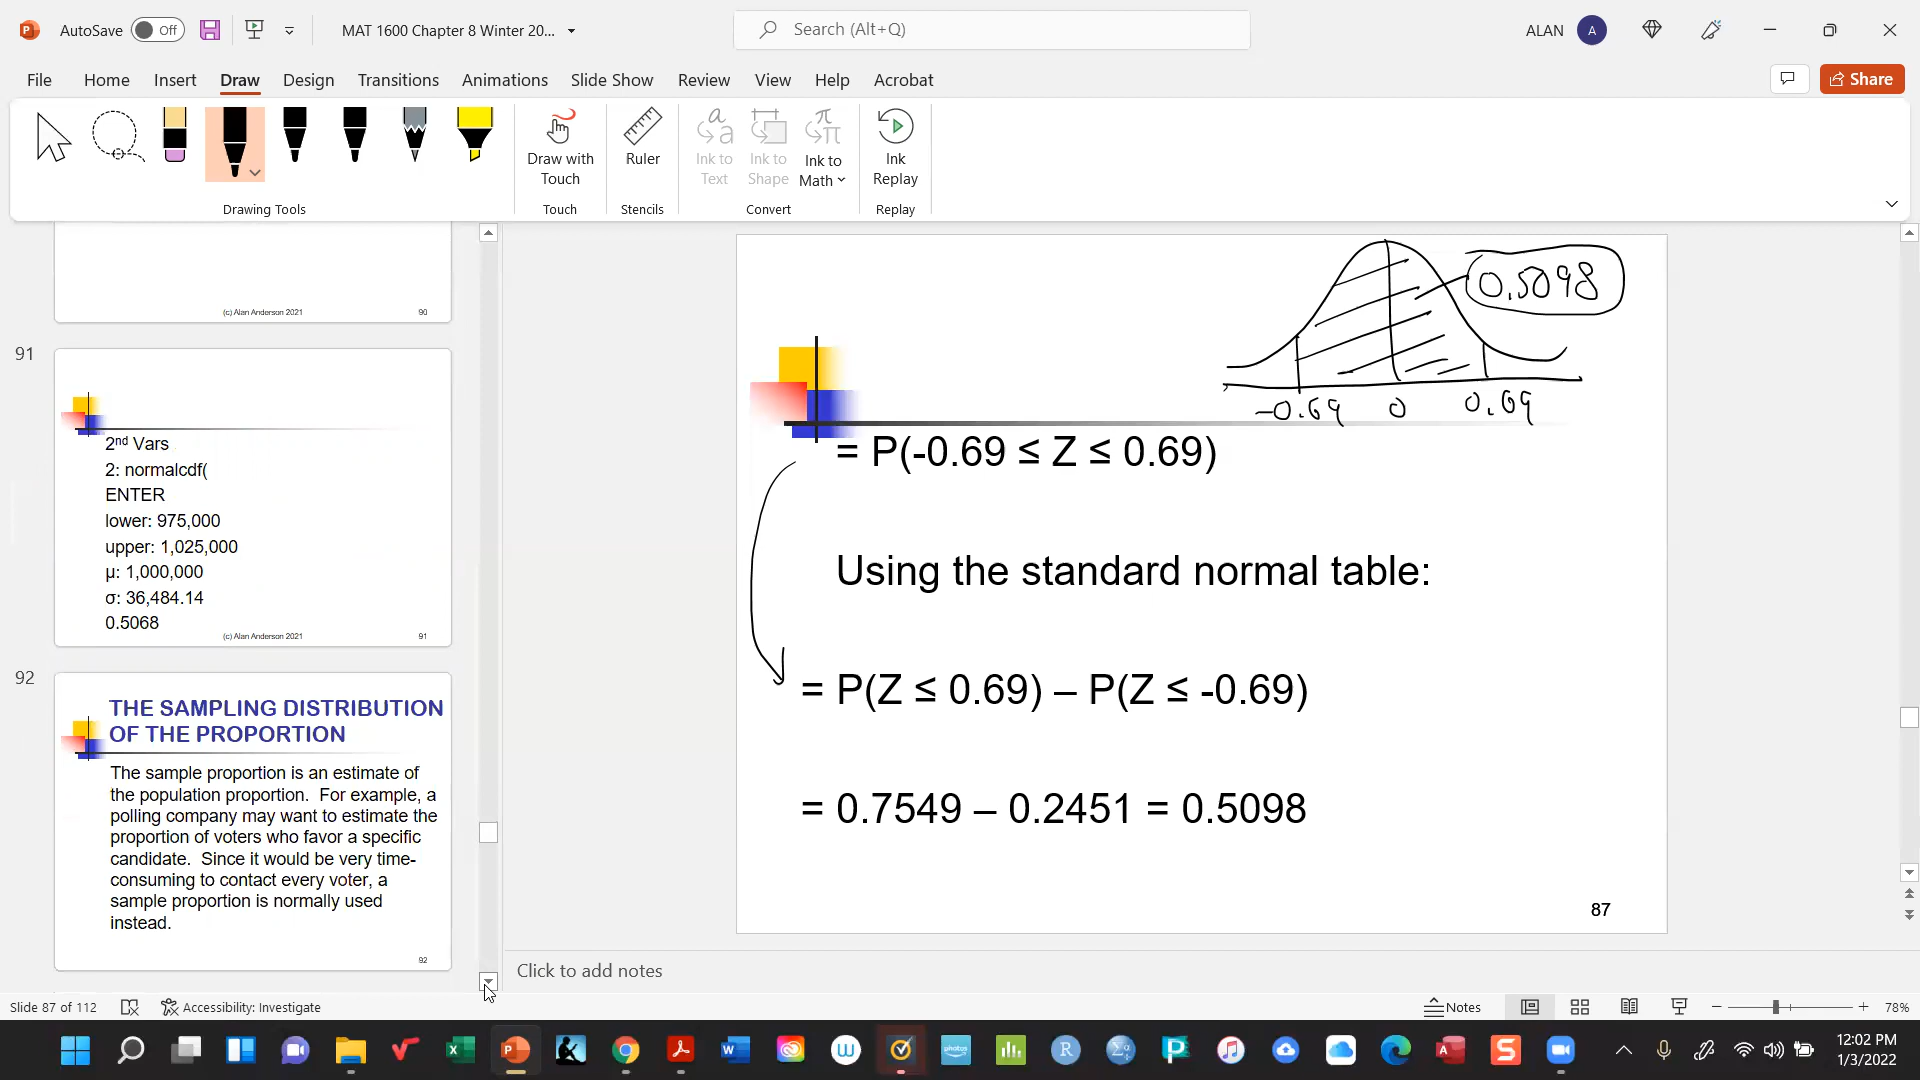 AutoSave
Off
MAT 1600 Chapter 8 Winter 20...
Search (Alt+Q)
ALAN
A
File
Home
Insert
Draw
Design
Transitions
Animations
Slide Show
Review
View
Help
Acrobat
Share
Draw with
Touch
Ruler
Ink to
Text
Ink to
Shape
Ink to
Math
Ink
Replay
Drawing Tools
Touch
Stencils
Convert
Replay
(c) Alan Anderson 2021
90
91
2nd Vars
2: normalcdf(
ENTER
lower: 975,000
upper: 1,025,000
μ: 1,000,000
σ: 36,484.14
0.5068
(c) Alan Anderson 2021
91
92
THE SAMPLING DISTRIBUTION
OF THE PROPORTION
The sample proportion is an estimate of
the population proportion. For example, a
polling company may want to estimate the
proportion of voters who favor a specific
candidate. Since it would be very time-
consuming to contact every voter, a
sample proportion is normally used
instead.
92
0.5098
-0.69 0 0.69
= P(-0.69 ≤ Z ≤ 0.69)
Using the standard normal table:
= P(Z ≤ 0.69) – P(Z ≤ -0.69)
= 0.7549 – 0.2451 = 0.5098
87
Click to add notes
Slide 87 of 112
Accessibility: Investigate
Notes
78%
12:02 PM
1/3/2022